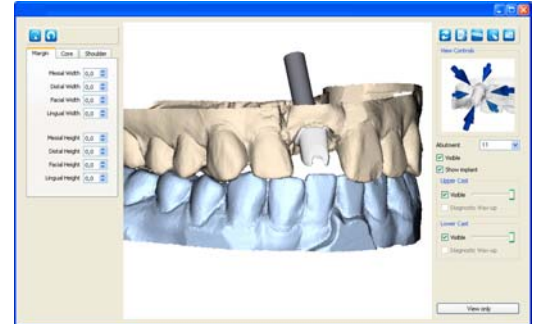 Margin Core Shoulder
Mesial Width 0,0
Distal Width 0,0
Facial Width 0,0
Lingual Width 0,0
Mesial Height 0,0
Distal Height 0,0
Facial Height 0,0
Lingual Height 0,0
View Controls
Abutment 11
Visible
Show Implant
Upper Cast
Visible
Diagnostic Wax-up
Lower Cast
Visible
Diagnostic Wax-up
View only